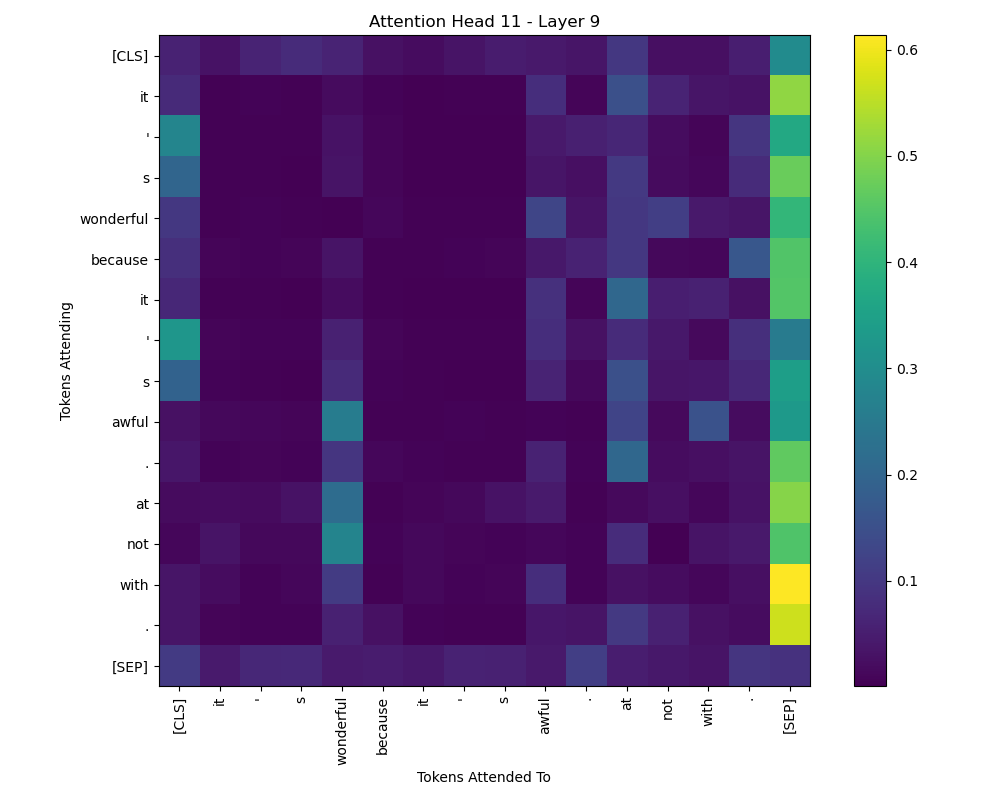 Attention Head 11 - Layer 9
[CLS]
it
'
s
wonderful
because
it
'
s
awful
.
at
not
with
.
[SEP]
Tokens Attending
[CLS] it ' s wonderful because it ' s awful . at not with . [SEP]
Tokens Attended To
0.6
0.5
0.4
0.3
0.2
0.1